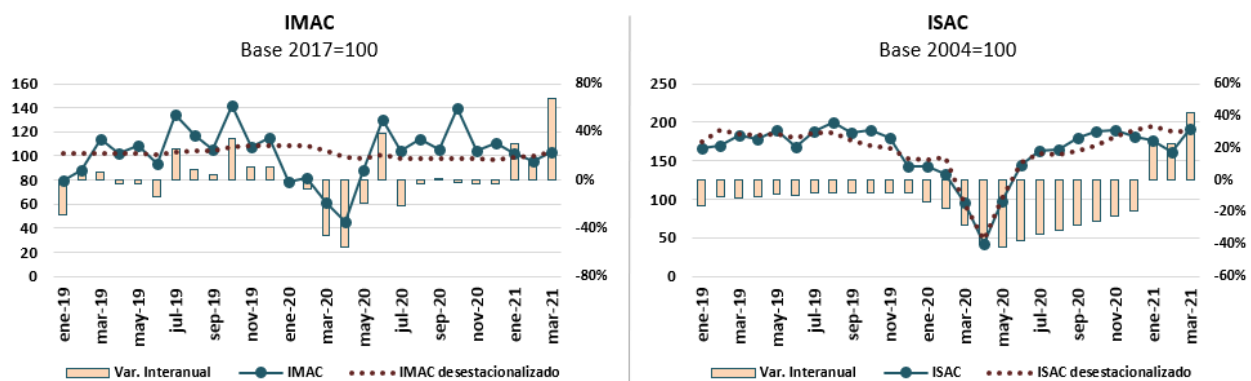 IMAC
Base 2017=100
160
140
120
100
80
60
40
20
0
80%
40%
0%
-40%
-80%
ene-19
mar-19
may-19
jul-19
sep-19
nov-19
ene-20
mar-20
may-20
jul-20
sep-20
nov-20
ene-21
mar-21
Var. Interanual
IMAC
IMAC desestacionalizado
ISAC
Base 2004=100
250
200
150
100
50
0
60%
40%
20%
0%
-20%
-40%
-60%
ene-19
mar-19
may-19
jul-19
sep-19
nov-19
ene-20
mar-20
may-20
jul-20
sep-20
nov-20
ene-21
mar-21
Var. Interanual
ISAC
ISAC desestacionalizado